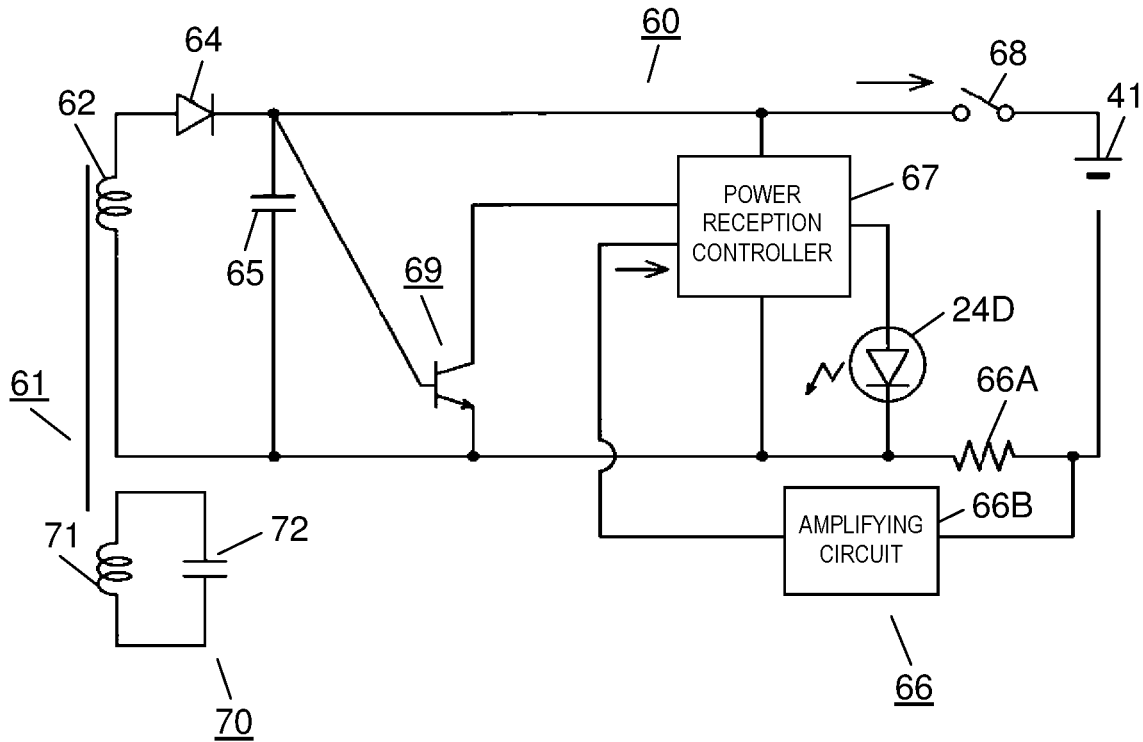 60
64
68
62
41
POWER
RECEPTION
CONTROLLER
67
65
69
24D
61
66A
71
72
AMPLIFYING
CIRCUIT
66B
66
70